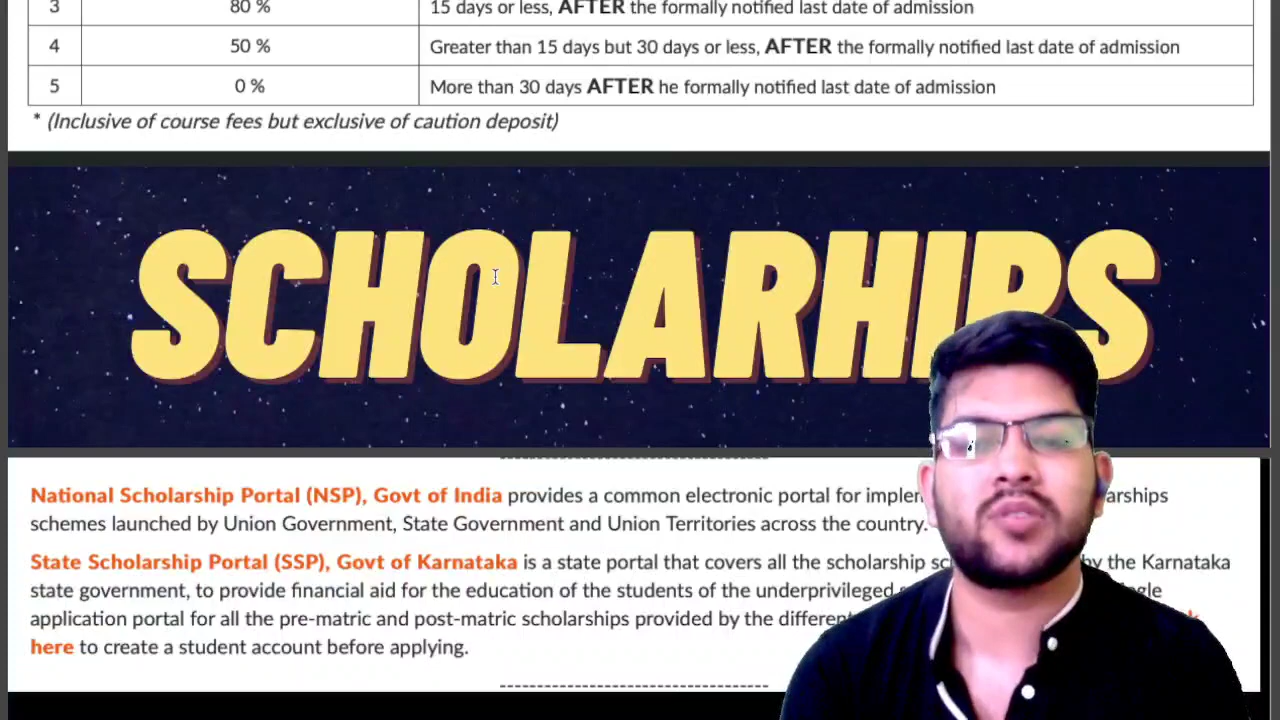 3 80 % 15 days or less, AFTER the formally notified last date of admission
4 50 % Greater than 15 days but 30 days or less, AFTER the formally notified last date of admission
5 0 % More than 30 days AFTER he formally notified last date of admission
* (Inclusive of course fees but exclusive of caution deposit)
SCHOLARHIPS
National Scholarship Portal (NSP), Govt of India provides a common electronic portal for
schemes launched by Union Government, State Government and Union Territories across the country.
State Scholarship Portal (SSP), Govt of Karnataka is a state portal that covers all the scholarship by the Karnataka
state government, to provide financial aid for the education of the students of the underprivileged
application portal for all the pre-matric and post-matric scholarships provided by the
here to create a student account before applying.